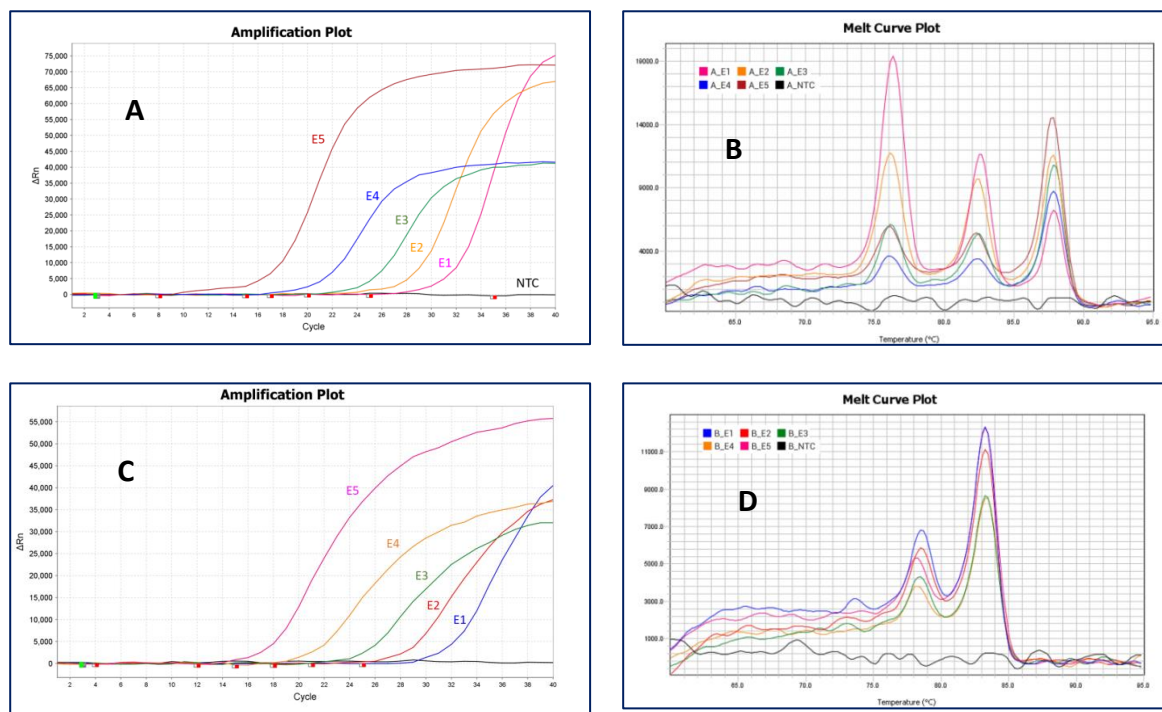 Amplification Plot
75,000
70,000
65,000
60,000
55,000
50,000
45,000
40,000
35,000
30,000
25,000
20,000
15,000
10,000
5,000
0
ΔRn
A
E5
E4
E3
E2
E1
NTC
2 4 6 8 10 12 14 16 18 20 22 24 26 28 30 32 34 36 38 40
Cycle
Melt Curve Plot
19000.0
14000.0
9000.0
4000.0
A_E1 A_E2 A_E3
A_E4 A_E5 A_NTC
B
65.0 70.0 75.0 80.0 85.0 90.0 95.0
Temperature (°C)
Amplification Plot
55,000
50,000
45,000
40,000
35,000
30,000
25,000
20,000
15,000
10,000
5,000
0
ΔRn
C
E5
E4
E3
E2
E1
2 4 6 8 10 12 14 16 18 20 22 24 26 28 30 32 34 36 38 40
Cycle
Melt Curve Plot
11000.0
9000.0
7000.0
5000.0
3000.0
1000.0
B_E1 B_E2 B_E3
B_E4 B_E5 B_NTC
D
65.0 70.0 75.0 80.0 85.0 90.0 95.0
Temperature (°C)